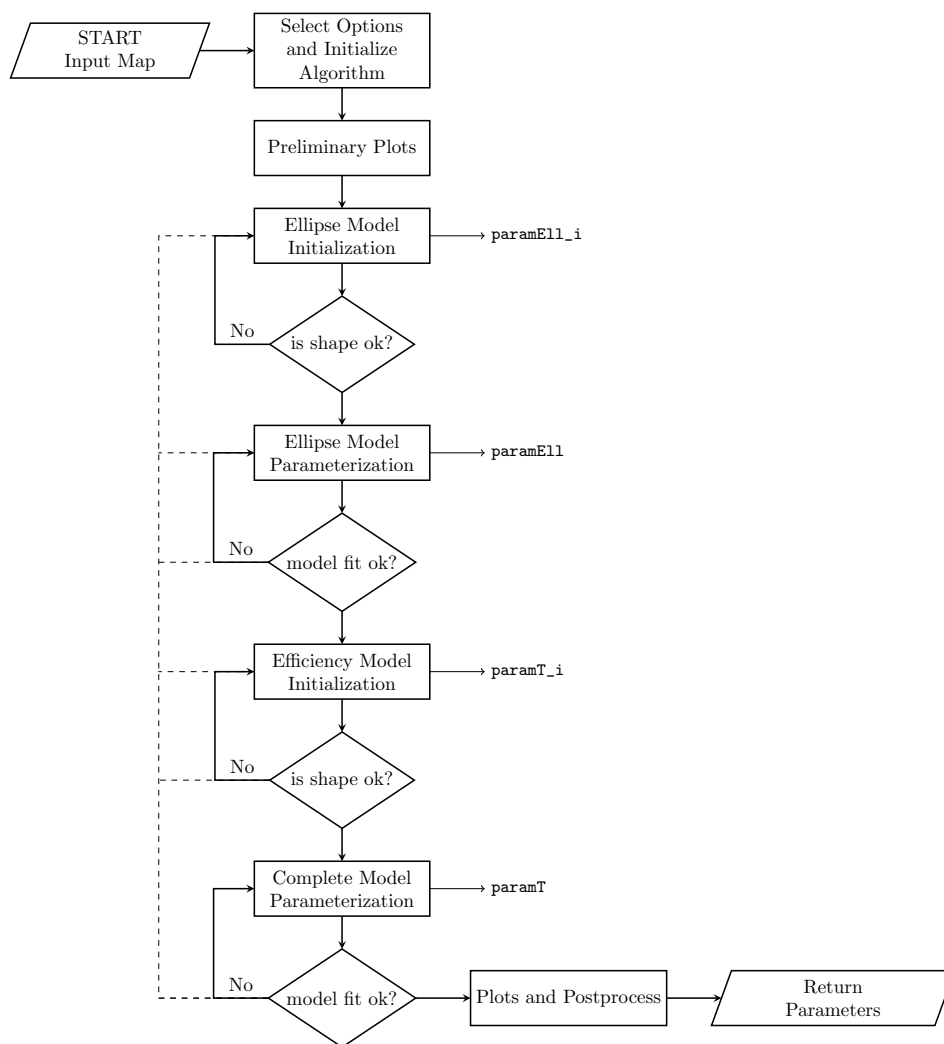 START
Input Map
Select Options
and Initialize
Algorithm
Preliminary Plots
Ellipse Model
Initialization
paramEll_i
No
is shape ok?
Ellipse Model
Parameterization
paramEll
No
model fit ok?
Efficiency Model
Initialization
paramT_i
No
is shape ok?
Complete Model
Parameterization
paramT
No
model fit ok?
Plots and Postprocess
Return
Parameters